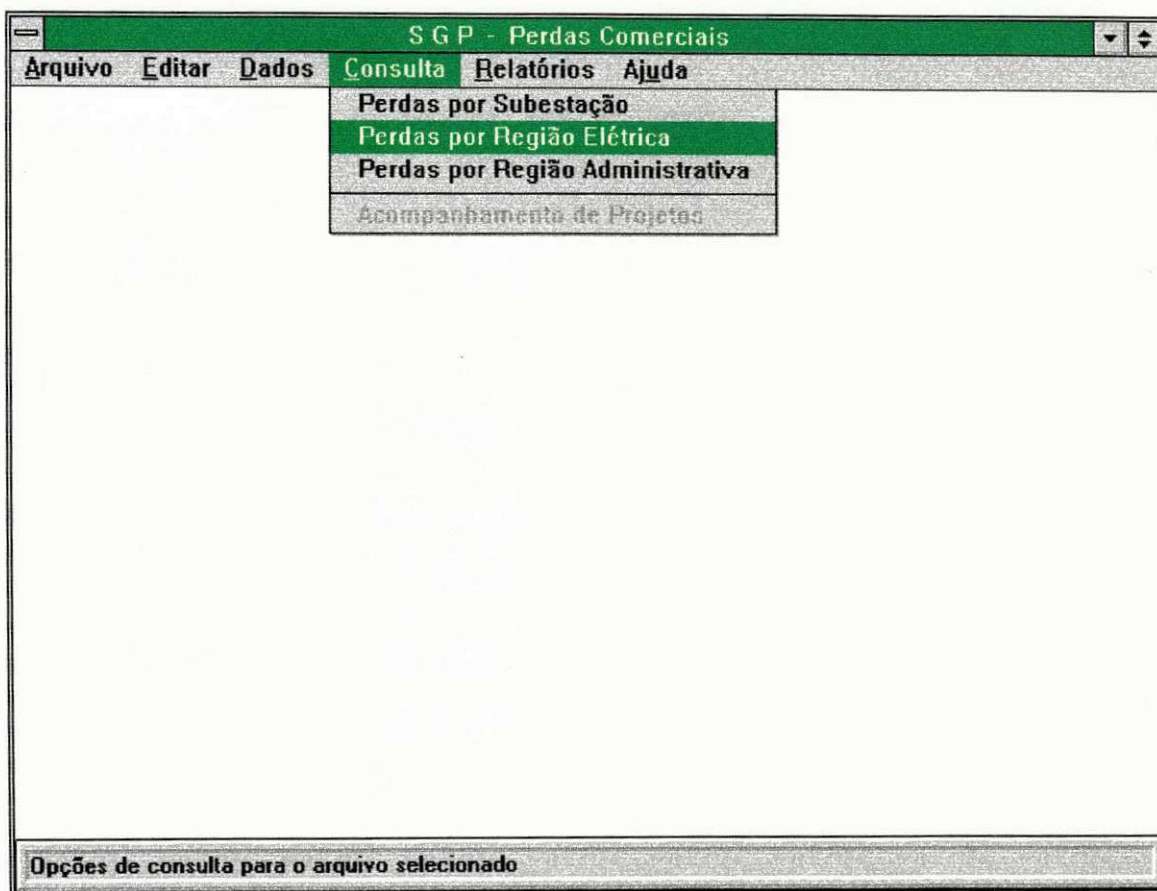 S G P - Perdas Comerciais
Arquivo Editar Dados Consulta Relatórios Ajuda
Perdas por Subestação
Perdas por Região Elétrica
Perdas por Região Administrativa
Acompanhamento de Projetos
Opções de consulta para o arquivo selecionado